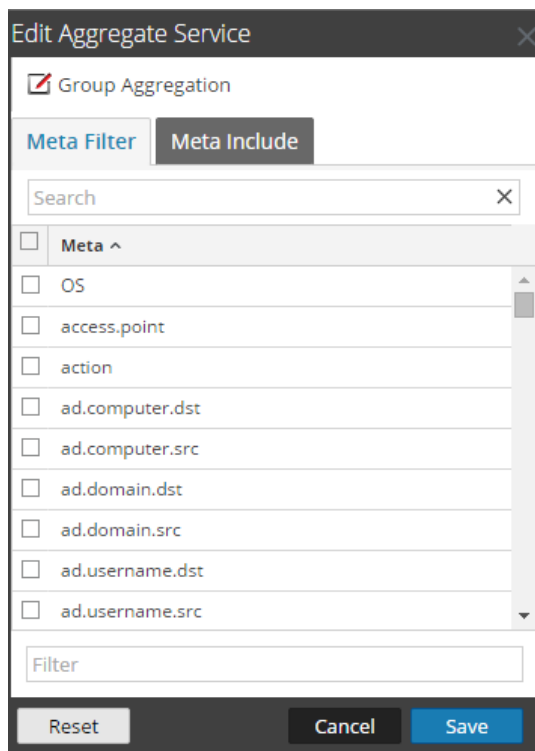 Edit Aggregate Service
Group Aggregation
Meta Filter Meta Include
Search
Meta
OS
access.point
action
ad.computer.dst
ad.computer.src
ad.domain.dst
ad.domain.src
ad.username.dst
ad.username.src
Filter
Reset Cancel Save